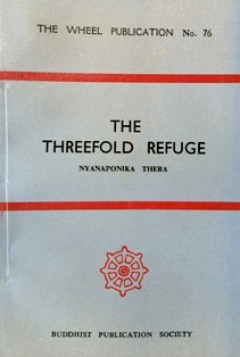 THE WHEEL PUBLICATION No. 76
THE
THREEFOLD REFUGE
NYANAPONIKA THERA
BUDDHIST PUBLICATION SOCIETY